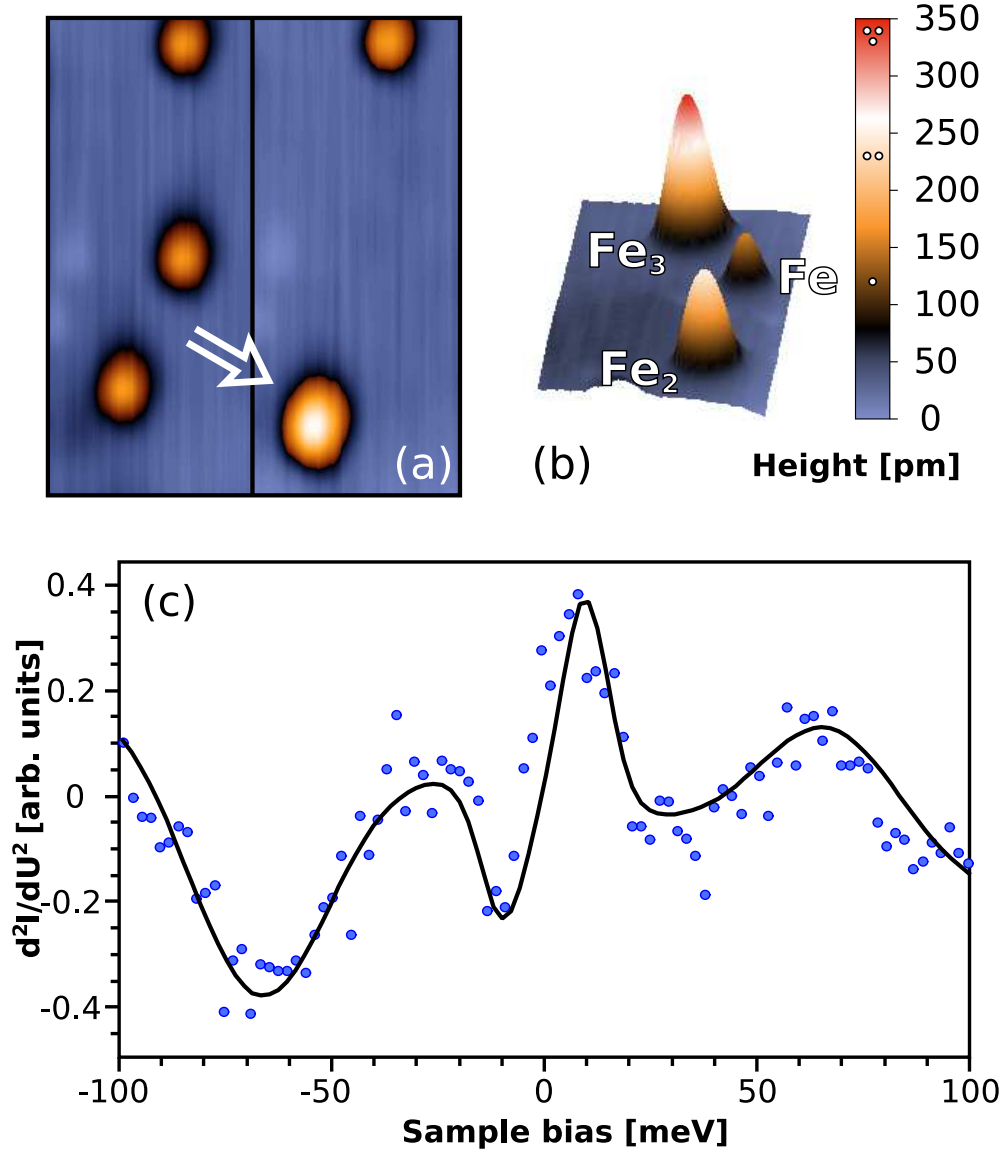 (a)
Fe₃
Fe
Fe₂
(b)
350
300
250
200
150
100
50
0
Height [pm]
(c)
d²I/dU² [arb. units]
0.4
0.2
0
-0.2
-0.4
-100
-50
0
50
100
Sample bias [meV]